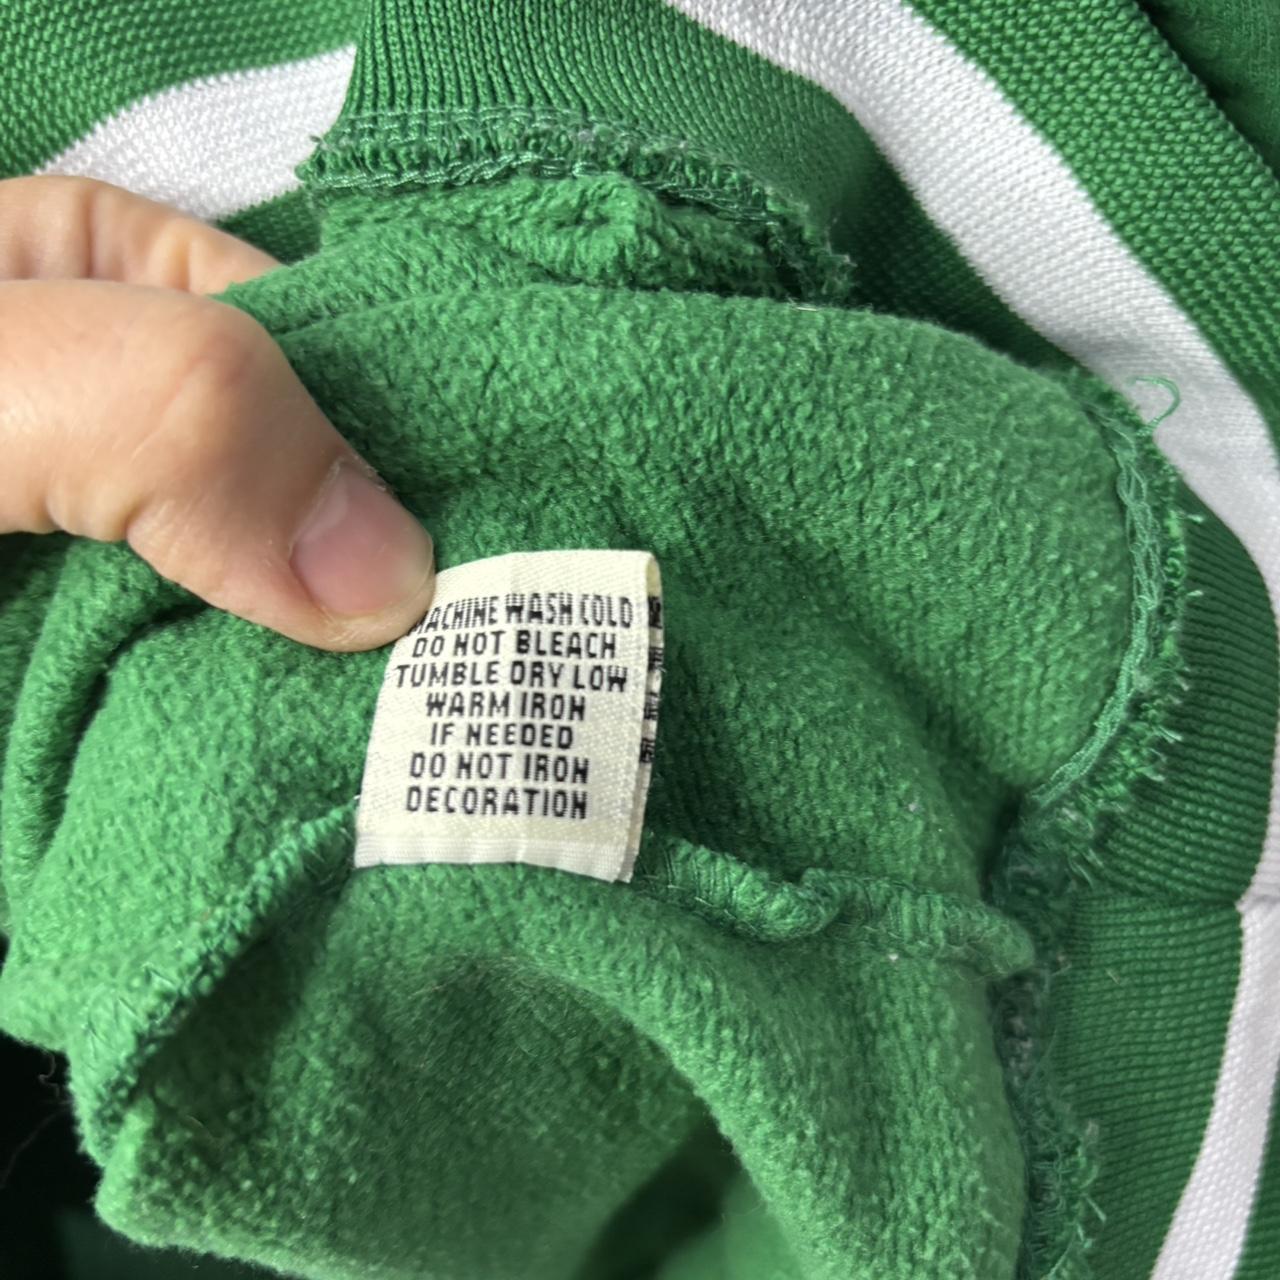 MACHINE WASH COLD
DO NOT BLEACH
TUMBLE DRY LOW
WARM IRON
IF NEEDED
DO NOT IRON
DECORATION